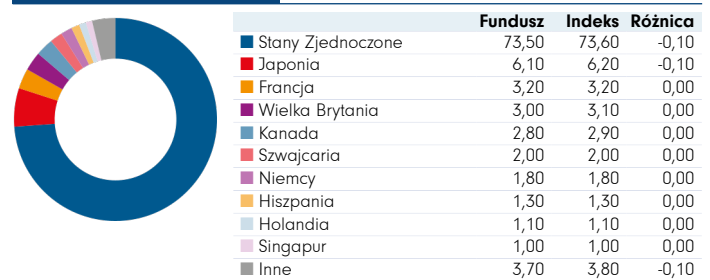 Fundusz Indeks Różnica
Stany Zjednoczone 73,50 73,60 -0,10
Japonia 6,10 6,20 -0,10
Francja 3,20 3,20 0,00
Wielka Brytania 3,00 3,10 0,00
Kanada 2,80 2,90 0,00
Szwajcaria 2,00 2,00 0,00
Niemcy 1,80 1,80 0,00
Hiszpania 1,30 1,30 0,00
Holandia 1,10 1,10 0,00
Singapur 1,00 1,00 0,00
Inne 3,70 3,80 -0,10